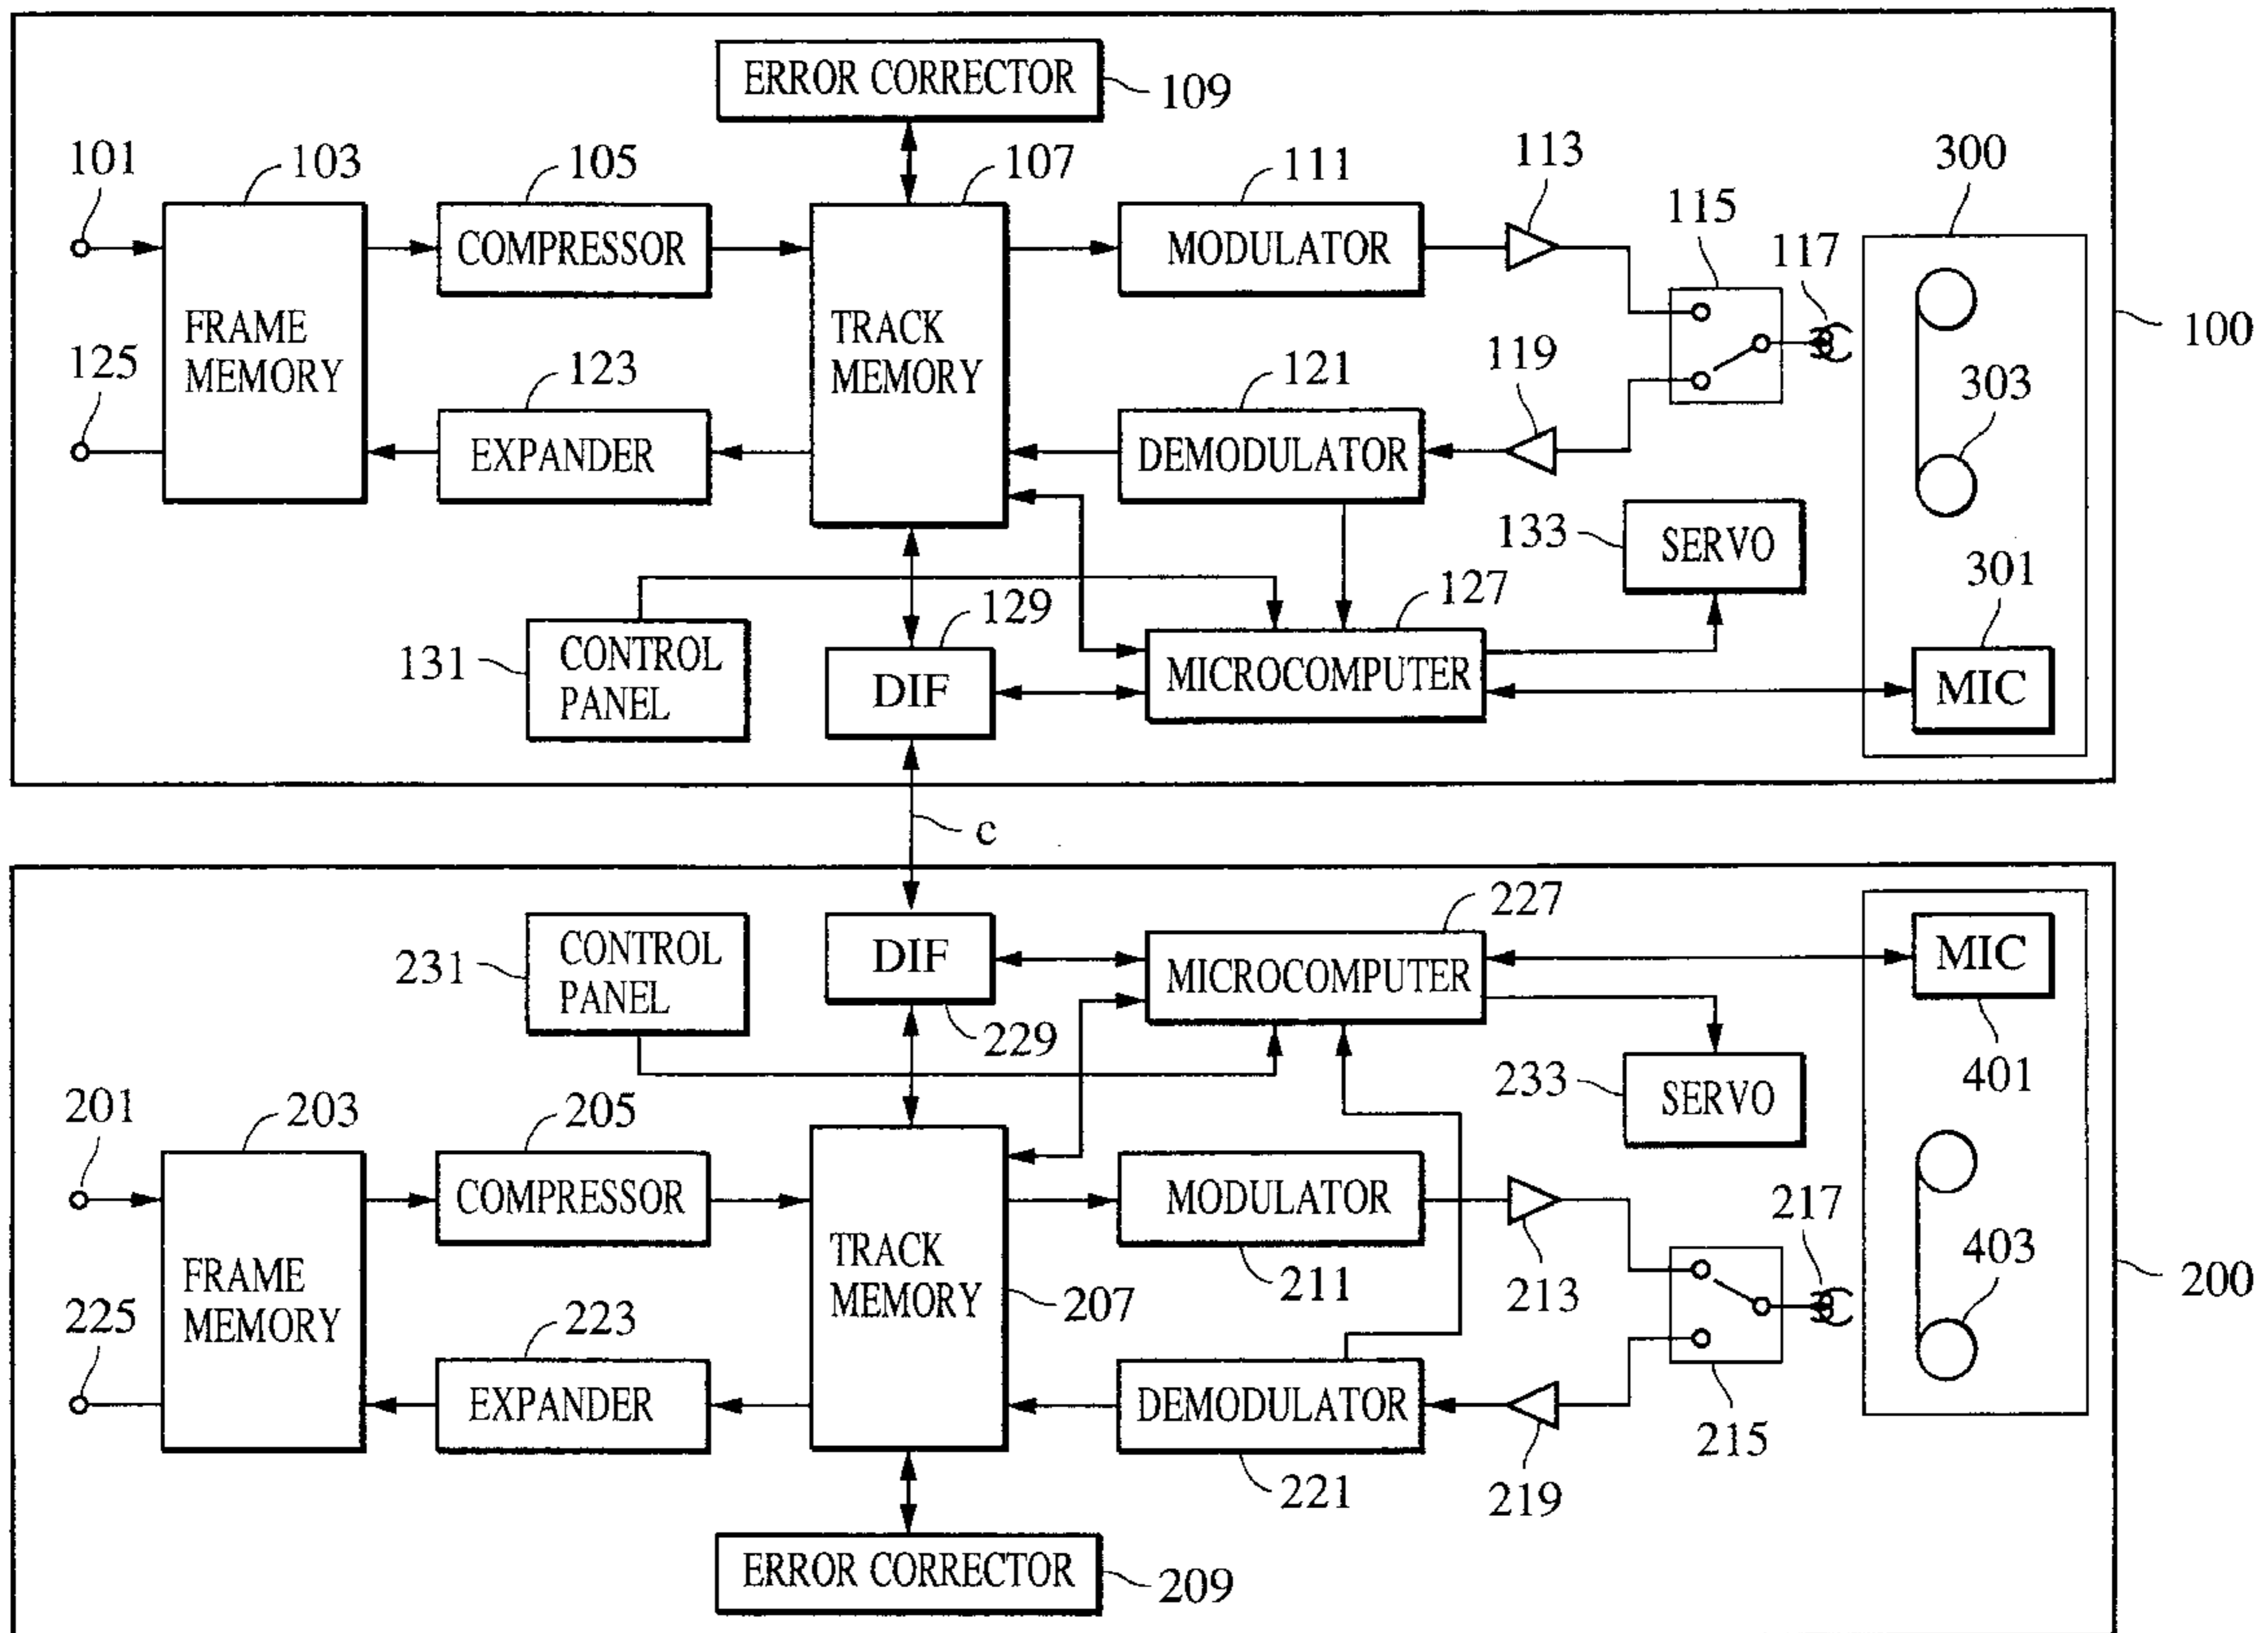 ERROR CORRECTOR
109
101
103
105
107
111
113
300
115
117
COMPRESSOR
MODULATOR
FRAME
MEMORY
TRACK
MEMORY
100
125
123
121
119
303
EXPANDER
DEMODULATOR
133
SERVO
129
127
301
131
CONTROL
PANEL
DIF
MICROCOMPUTER
MIC
c
227
231
CONTROL
PANEL
DIF
MICROCOMPUTER
MIC
229
233
SERVO
401
201
203
205
COMPRESSOR
MODULATOR
217
403
FRAME
MEMORY
TRACK
MEMORY
207
211
213
200
225
223
EXPANDER
DEMODULATOR
215
221
219
ERROR CORRECTOR
209